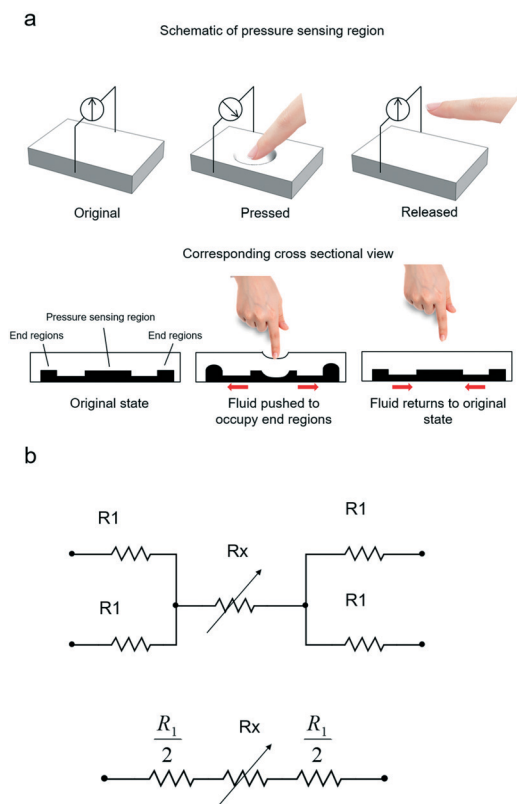 a
Schematic of pressure sensing region
Original
Pressed
Released
Corresponding cross sectional view
Pressure sensing region
End regions
End regions
Original state
Fluid pushed to
occupy end regions
Fluid returns to original
state
b
R1
R1
Rx
R1
R1
R₁/2
Rx
R₁/2